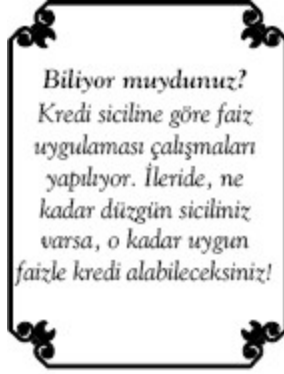 Biliyor muydunuz?
Kredi siciline göre faiz
uygulaması çalışmaları
yapılıyor. İleride, ne
kadar düzgün siciliniz
varsa, o kadar uygun
faizle kredi alabileceksiniz!